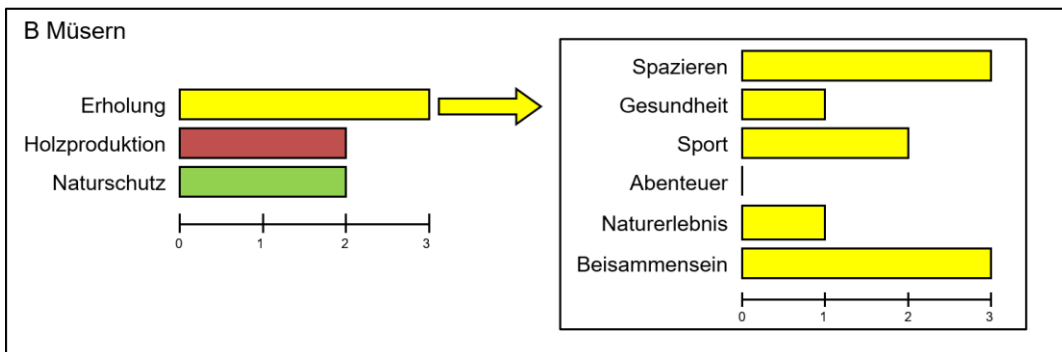 B Müsern
Erholung
Holzproduktion
Naturschutz
0 1 2 3
Spazieren
Gesundheit
Sport
Abenteuer
Naturerlebnis
Beisammensein
0 1 2 3